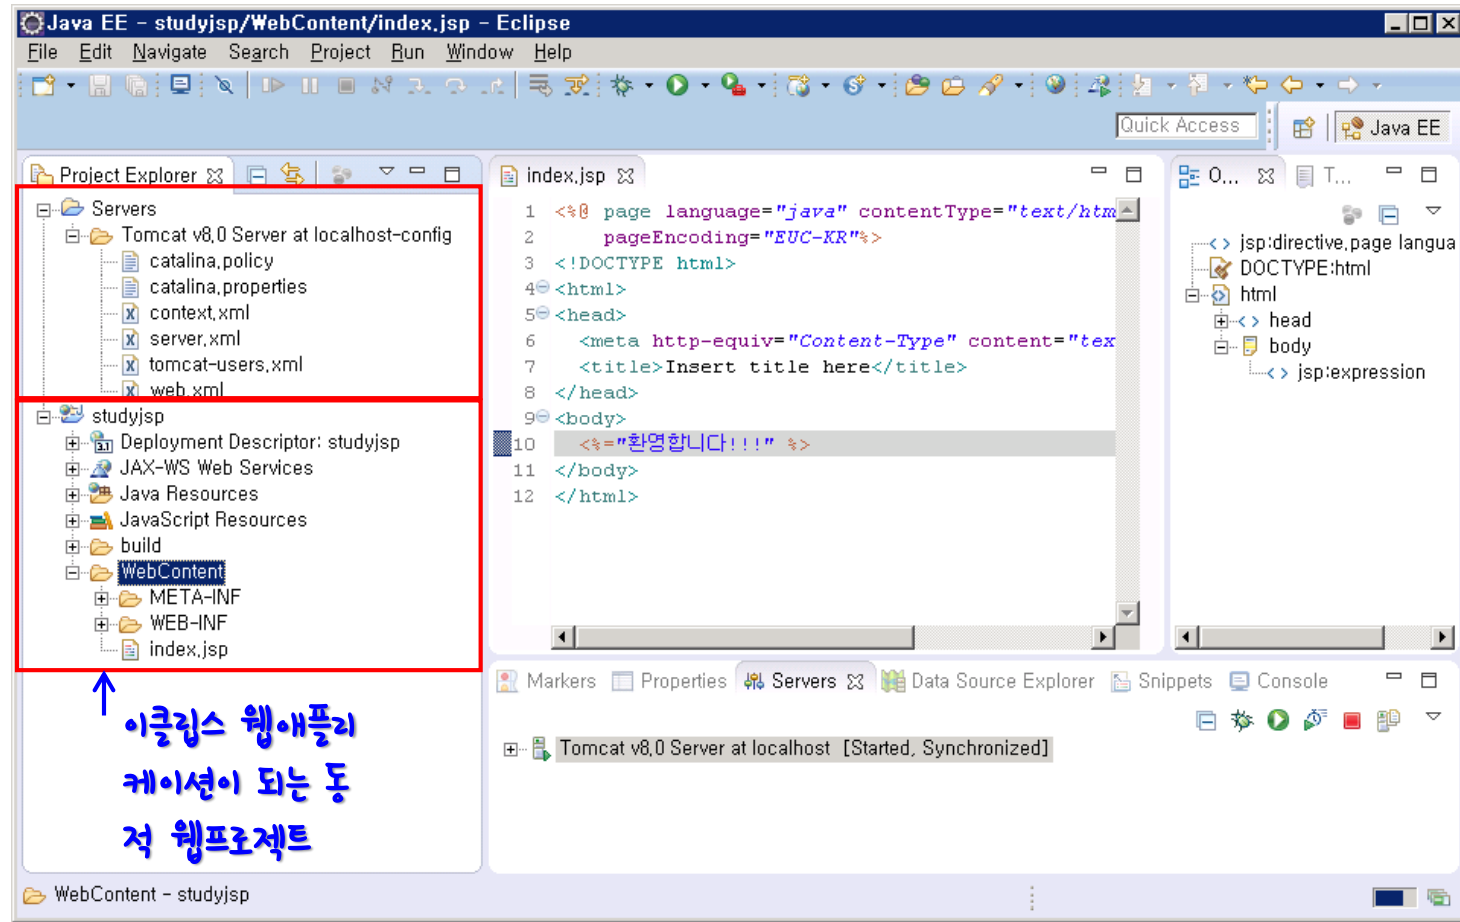 Java EE - studyjsp/WebContent/index.jsp - Eclipse
File Edit Navigate Search Project Run Window Help
Quick Access
Java EE
Project Explorer
Servers
Tomcat v8.0 Server at localhost-config
catalina.policy
catalina.properties
context.xml
server.xml
tomcat-users.xml
web.xml
studyjsp
Deployment Descriptor: studyjsp
3.1
JAX-WS Web Services
Java Resources
JavaScript Resources
build
WebContent
META-INF
WEB-INF
index.jsp
이클립스 웹애플리
케이션이 되는 동
적 웹프로젝트
index.jsp
1 <%@ page language="java" contentType="text/htm
2 pageEncoding="EUC-KR"%>
3 <!DOCTYPE html>
4 <html>
5 <head>
6 <meta http-equiv="Content-Type" content="tex
7 <title>Insert title here</title>
8 </head>
9 <body>
10 <%="환영합니다!!!" %>
11 </body>
12 </html>
O...
T...
jsp:directive.page langua
DOCTYPE:html
html
head
body
jsp:expression
Markers Properties Servers Data Source Explorer Snippets Console
Tomcat v8.0 Server at localhost [Started, Synchronized]
WebContent - studyjsp